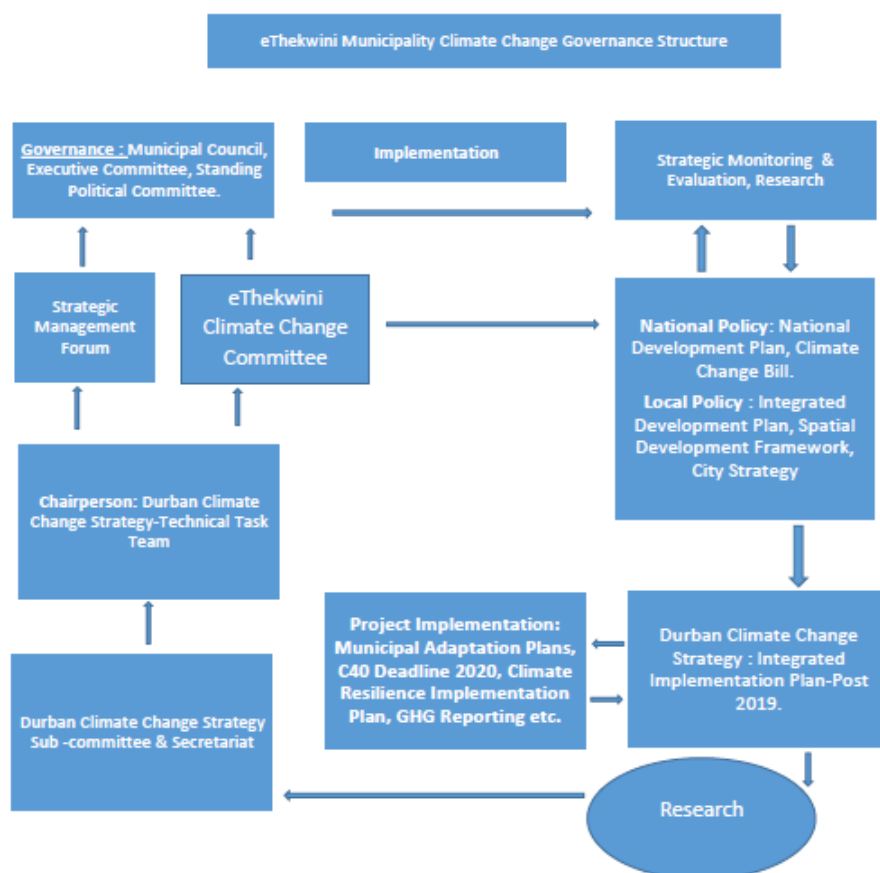 eThekwini Municipality Climate Change Governance Structure
Governance : Municipal Council,
Executive Committee, Standing
Political Committee.
Implementation
Strategic Monitoring &
Evaluation, Research
Strategic
Management
Forum
eThekwini
Climate Change
Committee
National Policy: National
Development Plan, Climate
Change Bill.
Local Policy : Integrated
Development Plan, Spatial
Development Framework,
City Strategy
Chairperson: Durban Climate
Change Strategy-Technical Task
Team
Project Implementation:
Municipal Adaptation Plans,
C40 Deadline 2020, Climate
Resilience Implementation
Plan, GHG Reporting etc.
Durban Climate Change
Strategy : Integrated
Implementation Plan-Post
2019.
Durban Climate Change Strategy
Sub -committee & Secretariat
Research